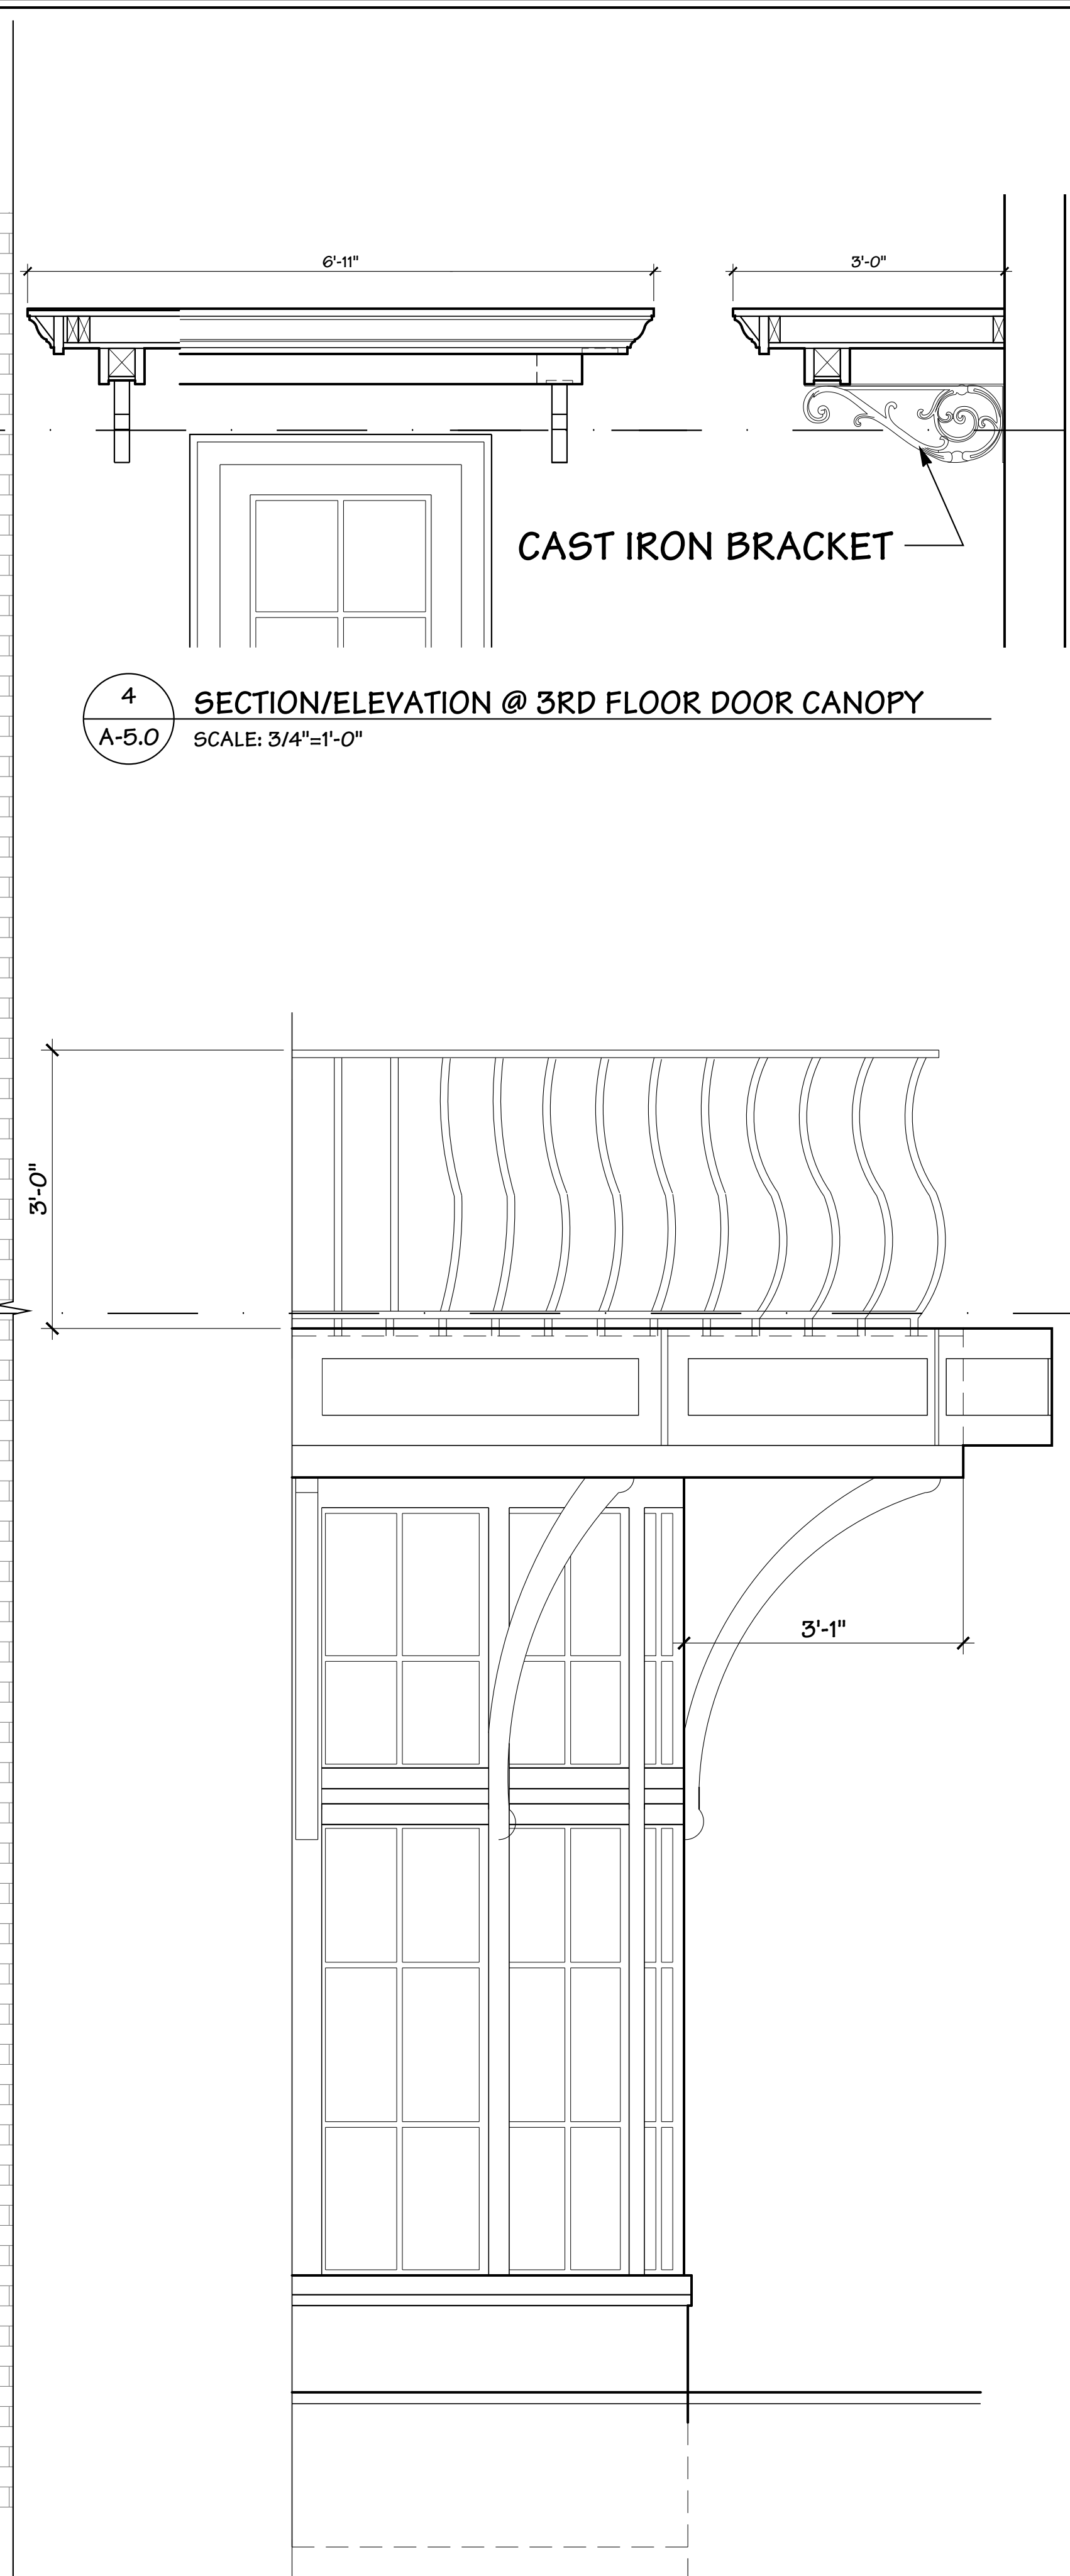 6'-11"
3'-0"
CAST IRON BRACKET
4
A-5.0
SECTION/ELEVATION @ 3RD FLOOR DOOR CANOPY
SCALE: 3/4"=1'-0"
3'-0"
3'-1"